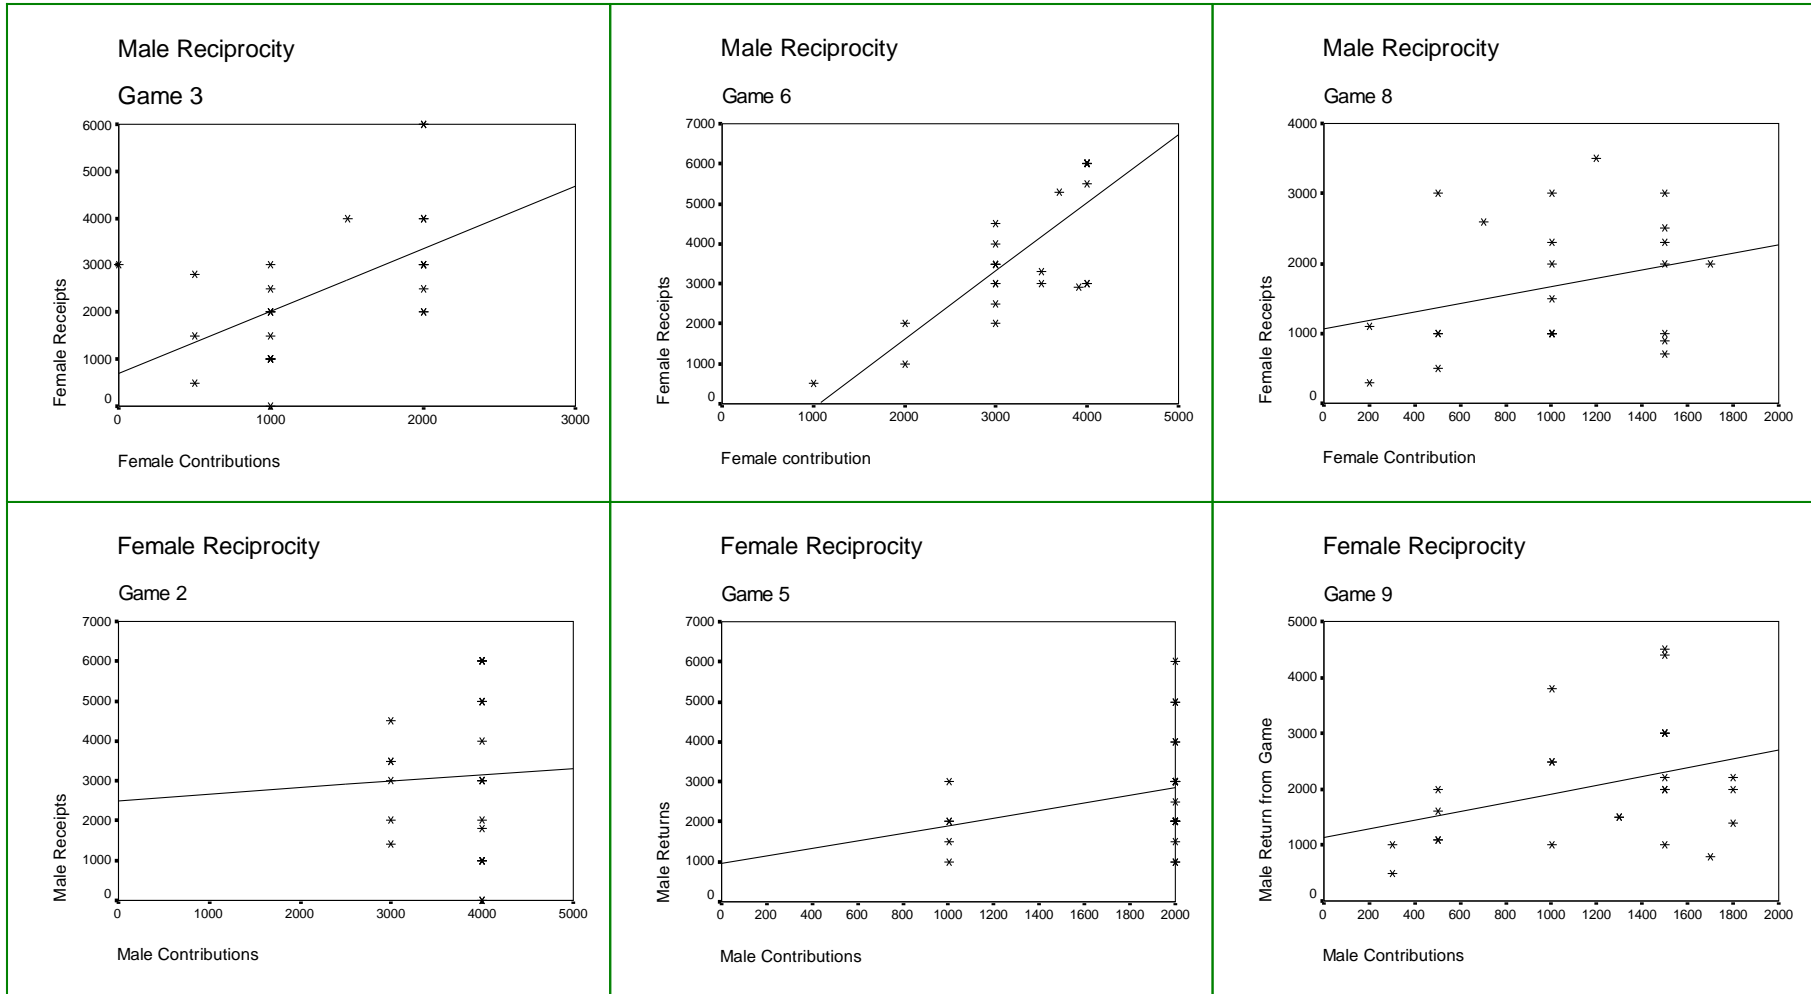 Male Reciprocity
Game 3
6000
5000
4000
3000
2000
1000
0
Female Receipts
0 1000 2000 3000
Female Contributions
Male Reciprocity
Game 6
7000
6000
5000
4000
3000
2000
1000
0
Female Receipts
0 1000 2000 3000 4000 5000
Female contribution
Male Reciprocity
Game 8
4000
3000
2000
1000
0
Female Receipts
0 200 400 600 800 1000 1200 1400 1600 1800 2000
Female Contribution
Female Reciprocity
Game 2
7000
6000
5000
4000
3000
2000
1000
0
Male Receipts
0 1000 2000 3000 4000 5000
Male Contributions
Female Reciprocity
Game 5
7000
6000
5000
4000
3000
2000
1000
0
Male Returns
0 200 400 600 800 1000 1200 1400 1600 1800 2000
Male Contributions
Female Reciprocity
Game 9
5000
4000
3000
2000
1000
0
Male Return from Game
0 200 400 600 800 1000 1200 1400 1600 1800 2000
Male Contributions